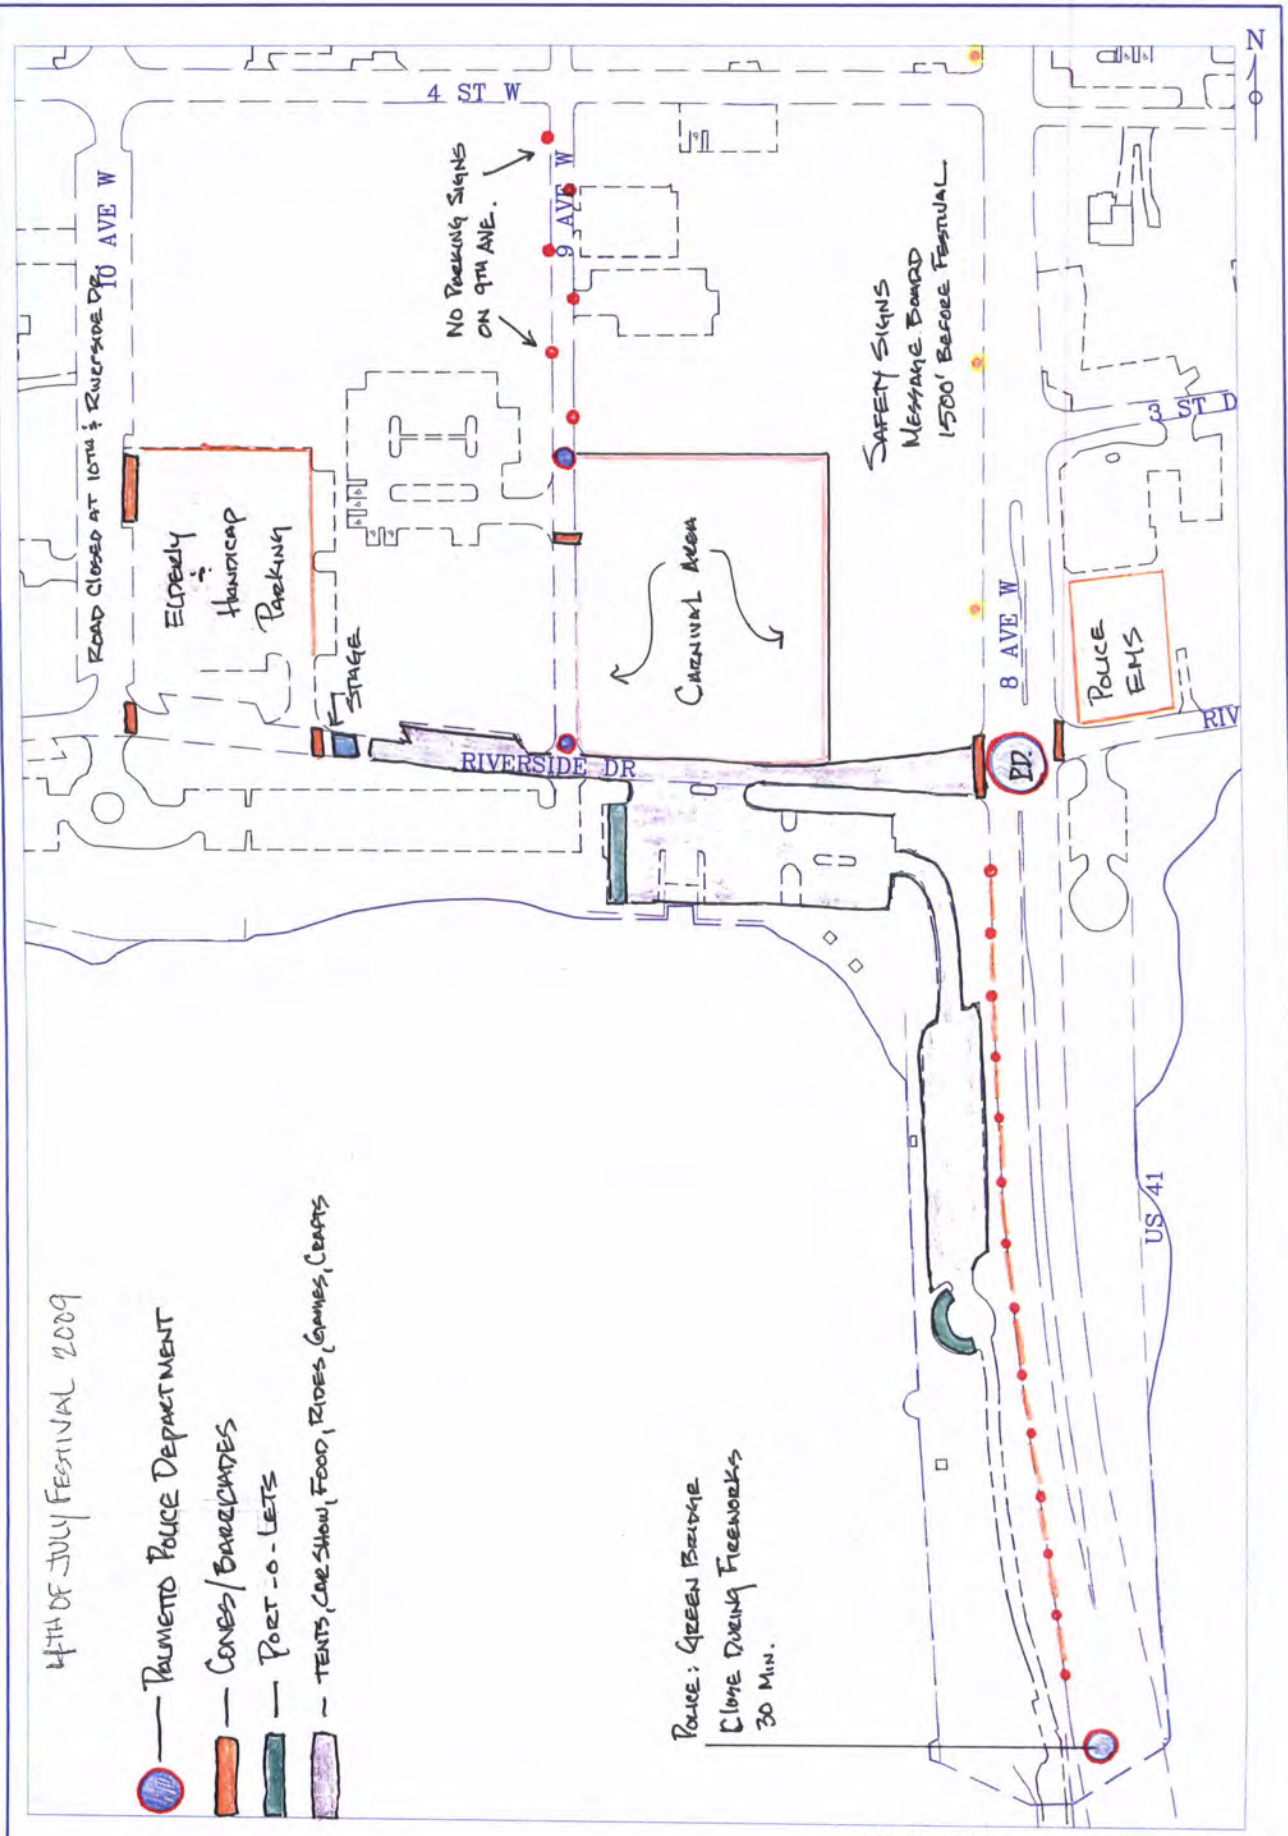 N
4 ST W
10 AVE W
ROAD CLOSED AT 10TH & RIVERSIDE DR.
NO PARKING SIGNS
ON 9TH AVE.
9 AVE W
SAFETY SIGNS
MESSAGE BOARD
1500' BEFORE FESTIVAL
3 ST D
ELDERLY
&
HANDICAP
PARKING
STAGE
CARNIVAL AREA
8 AVE W
POLICE
EMS
RIVERSIDE DR
P.D.
RIV
US 41
4TH OF JULY FESTIVAL 2009
PALMETTO POLICE DEPARTMENT
CONES/BARRICADES
PORT-O-LETS
TENTS, CAR SHOW, FOOD, RIDES, GAMES, CRAFTS
POLICE: GREEN BRIDGE
CLOSE DURING FIREWORKS
30 MIN.